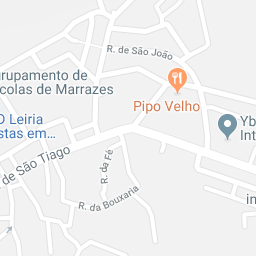 R. de São João
grupamento de
colas de Marrazes
Pipo Velho
O Leiria
stas em...
Yb
Int
de São Tiago
R. da Fé
R. da Bouxaria
in